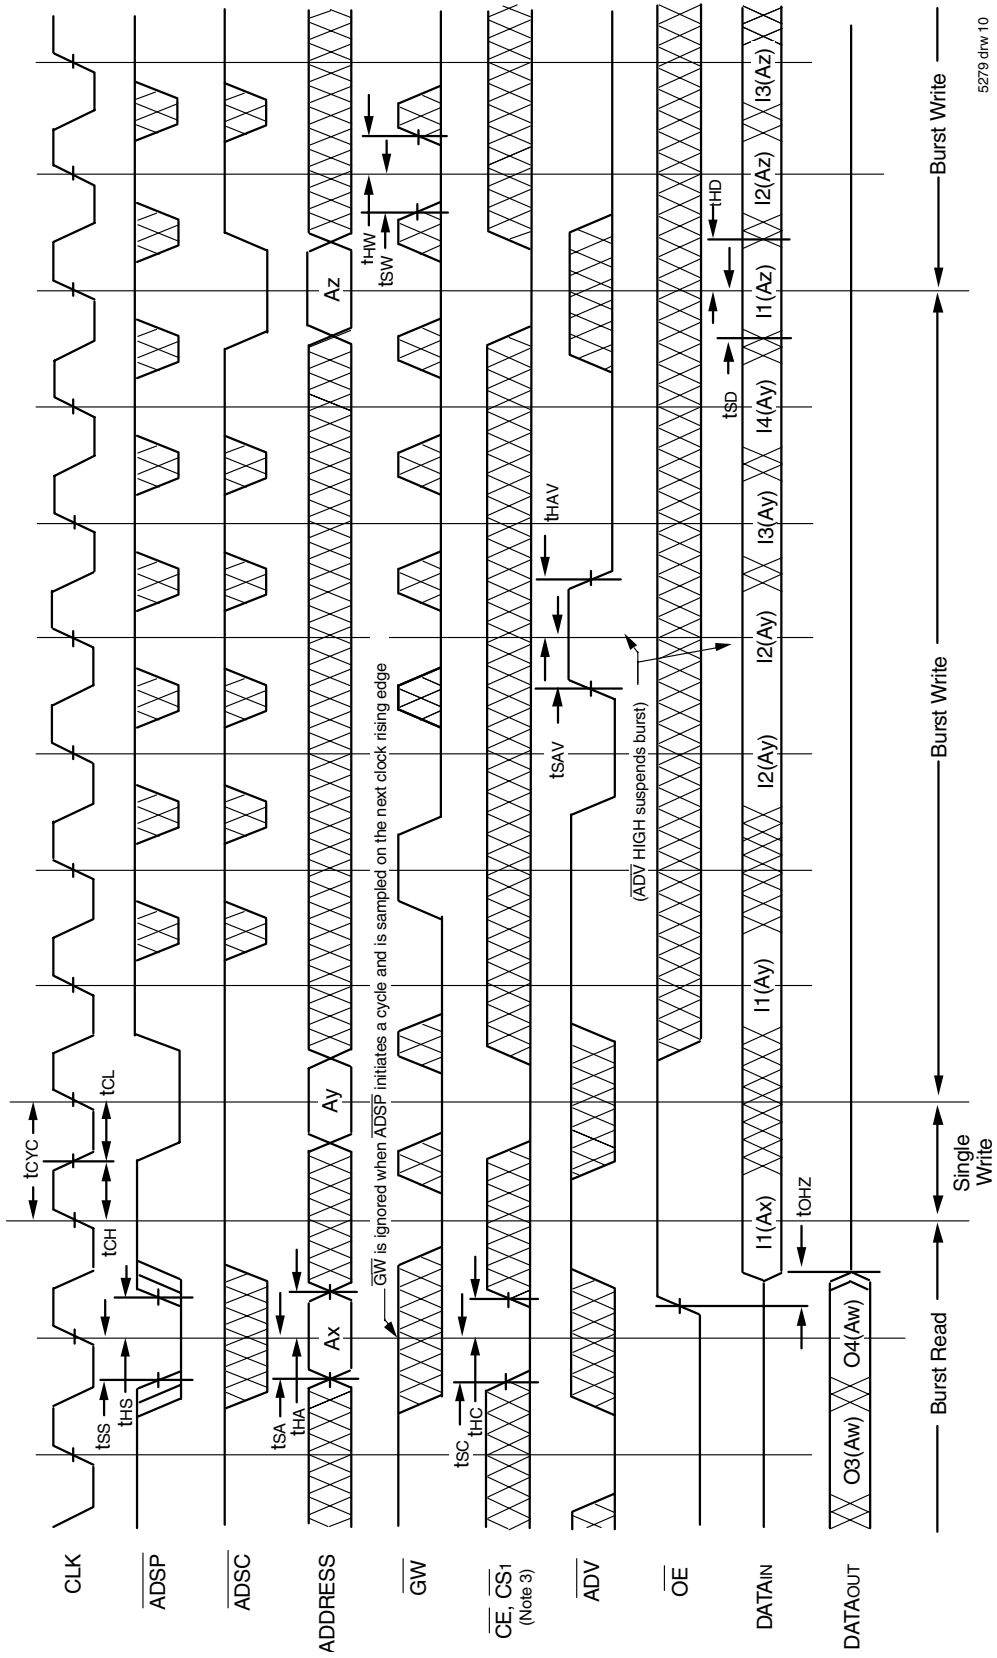 CLK
tCYC
tCH
tCL
ADSP
tSS
tHS
ADSC
ADDRESS
tSA
tHA
Ax
Ay
Az
GW
GW is ignored when ADSP initiates a cycle and is sampled on the next clock rising edge
tHW
tSW
CE, CS1
(Note 3)
tSC
tHC
ADV
tSAV
tHAV
(ADV HIGH suspends burst)
OE
tSD
tHD
DATAIN
I1(Ax)
I1(Ay)
I2(Ay)
I2(Ay)
I3(Ay)
I4(Ay)
I1(Az)
I2(Az)
I3(Az)
tOHZ
DATAOUT
O3(Aw)
O4(Aw)
Burst Read
Single
Write
Burst Write
Burst Write
5279 drw 10